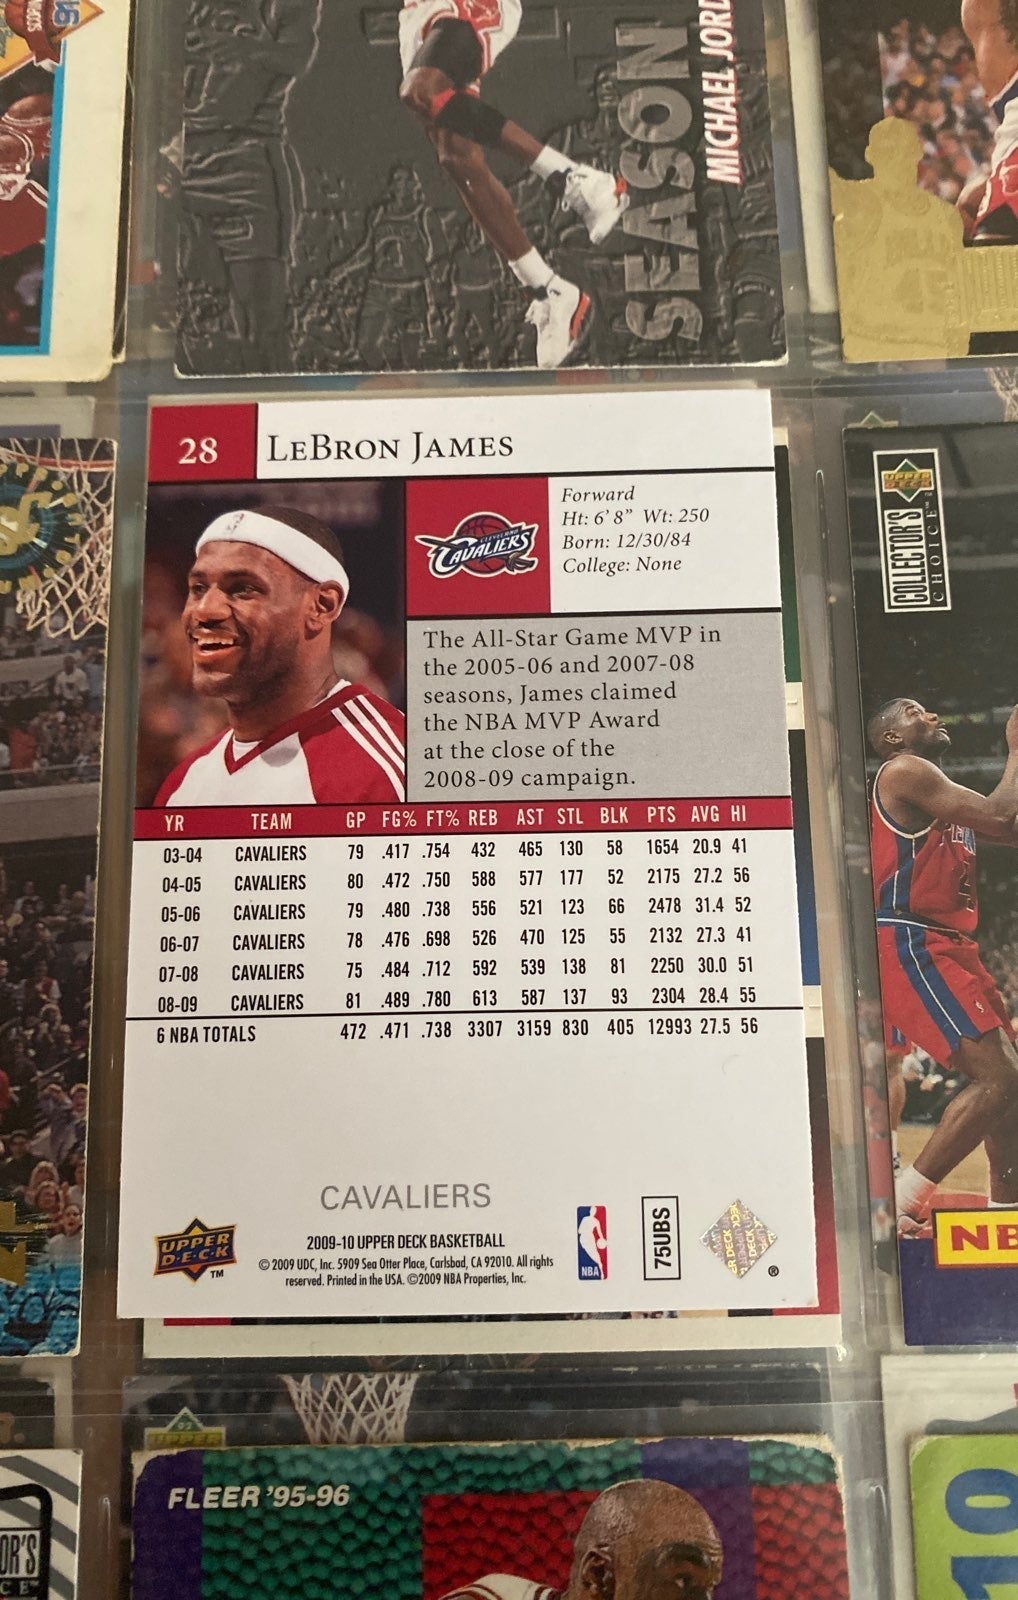 SEASON
MICHAEL JORD
28 LEBRON JAMES
CLEVELAND
CAVALIERS
Forward
Ht: 6' 8" Wt: 250
Born: 12/30/84
College: None
The All-Star Game MVP in
the 2005-06 and 2007-08
seasons, James claimed
the NBA MVP Award
at the close of the
2008-09 campaign.
YR TEAM GP FG% FT% REB AST STL BLK PTS AVG HI
03-04 CAVALIERS 79 .417 .754 432 465 130 58 1654 20.9 41
04-05 CAVALIERS 80 .472 .750 588 577 177 52 2175 27.2 56
05-06 CAVALIERS 79 .480 .738 556 521 123 66 2478 31.4 52
06-07 CAVALIERS 78 .476 .698 526 470 125 55 2132 27.3 41
07-08 CAVALIERS 75 .484 .712 592 539 138 81 2250 30.0 51
08-09 CAVALIERS 81 .489 .780 613 587 137 93 2304 28.4 55
6 NBA TOTALS 472 .471 .738 3307 3159 830 405 12993 27.5 56
CAVALIERS
UPPER
D·E·C·K
TM
2009-10 UPPER DECK BASKETBALL
© 2009 UDC, Inc. 5909 Sea Otter Place, Carlsbad, CA 92010. All rights
reserved. Printed in the USA. ©2009 NBA Properties, Inc.
NBA
75UBS
®
UPPER
DECK
COLLECTOR'S
CHOICE
NB
FLEER '95-96
OR'S
CE
10